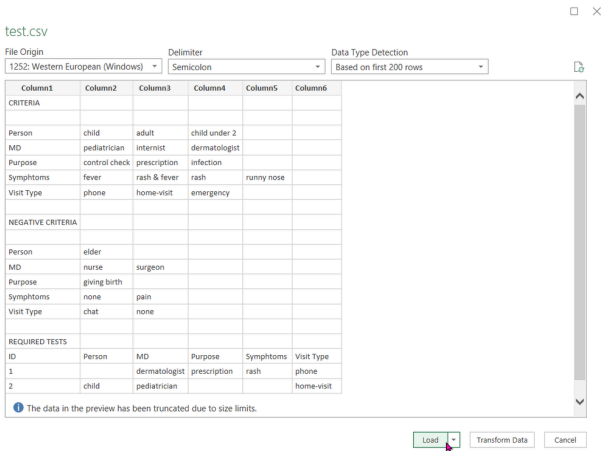 test.csv
File Origin Delimiter Data Type Detection
1252: Western European (Windows) Semicolon Based on first 200 rows
Column1 Column2 Column3 Column4 Column5 Column6
CRITERIA
Person child adult child under 2
MD pediatrician internist dermatologist
Purpose control check prescription infection
Symphtoms fever rash & fever rash runny nose
Visit Type phone home-visit emergency
NEGATIVE CRITERIA
Person elder
MD nurse surgeon
Purpose giving birth
Symphtoms none pain
Visit Type chat none
REQUIRED TESTS
ID Person MD Purpose Symphtoms Visit Type
1 dermatologist prescription rash phone
2 child pediatrician home-visit
The data in the preview has been truncated due to size limits.
Load Transform Data Cancel